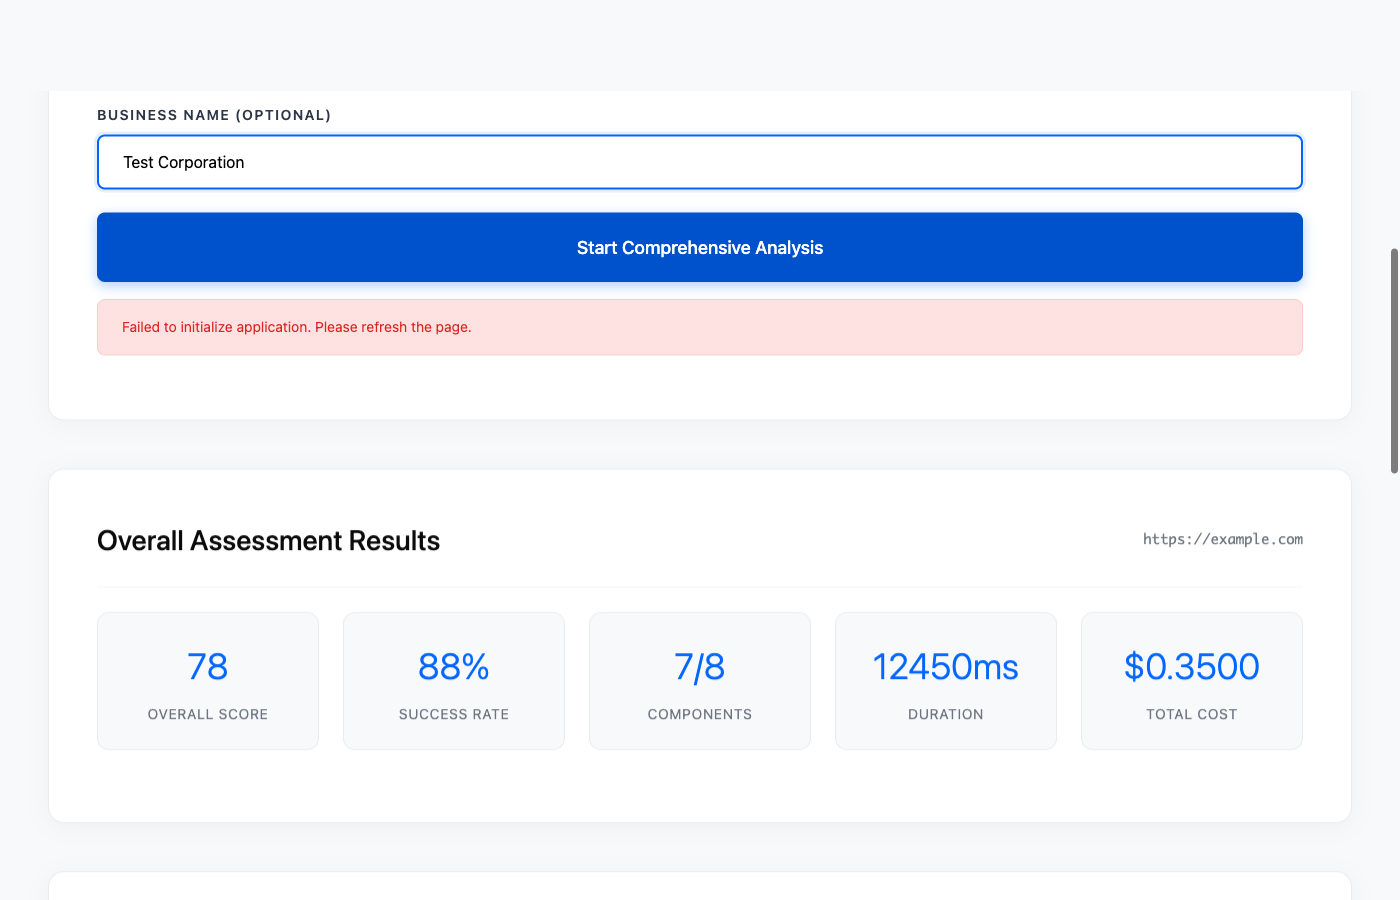 BUSINESS NAME (OPTIONAL)
Test Corporation
Start Comprehensive Analysis
Failed to initialize application. Please refresh the page.
Overall Assessment Results
https://example.com
78
OVERALL SCORE
88%
SUCCESS RATE
7/8
COMPONENTS
12450ms
DURATION
$0.3500
TOTAL COST